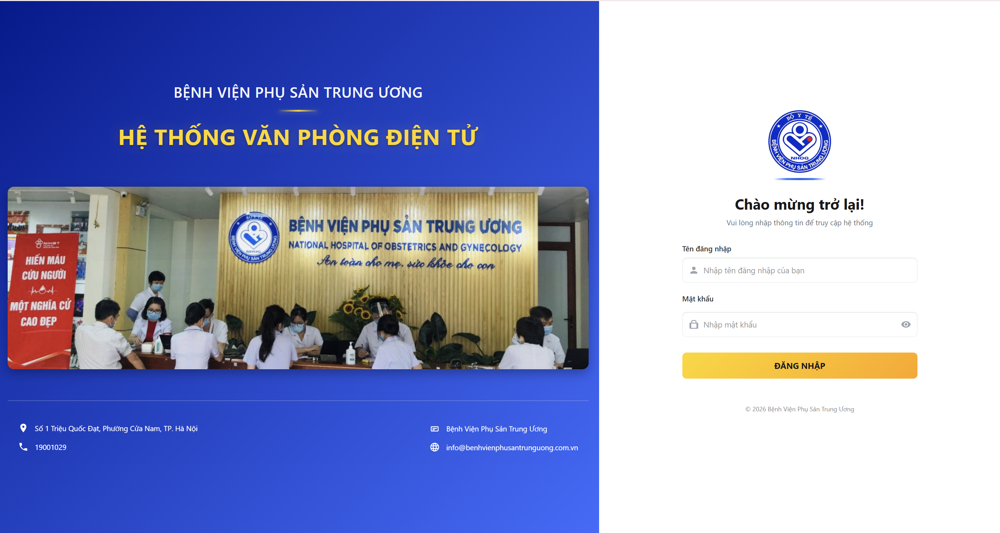 BỆNH VIỆN PHỤ SẢN TRUNG ƯƠNG
HỆ THỐNG VĂN PHÒNG ĐIỆN TỬ
NIHBT
HIẾN MÁU
CỨU NGƯỜI
MỘT NGHĨA CỬ
CAO ĐẸP
BỘ Y TẾ
NHOG
BỆNH VIỆN PHỤ SẢN TRUNG ƯƠNG
BỆNH VIỆN PHỤ SẢN TRUNG ƯƠNG
NATIONAL HOSPITAL OF OBSTETRICS AND GYNECOLOGY
An toàn cho mẹ, sức khỏe cho con
Số 1 Triệu Quốc Đạt, Phường Cửa Nam, TP. Hà Nội
19001029
Bệnh Viện Phụ Sản Trung Ương
info@benhvienphusantrunguong.com.vn
BỘ Y TẾ
NHOG
BỆNH VIỆN PHỤ SẢN TRUNG ƯƠNG
Chào mừng trở lại!
Vui lòng nhập thông tin để truy cập hệ thống
Tên đăng nhập
Nhập tên đăng nhập của bạn
Mật khẩu
Nhập mật khẩu
ĐĂNG NHẬP
© 2026 Bệnh Viện Phụ Sản Trung Ương